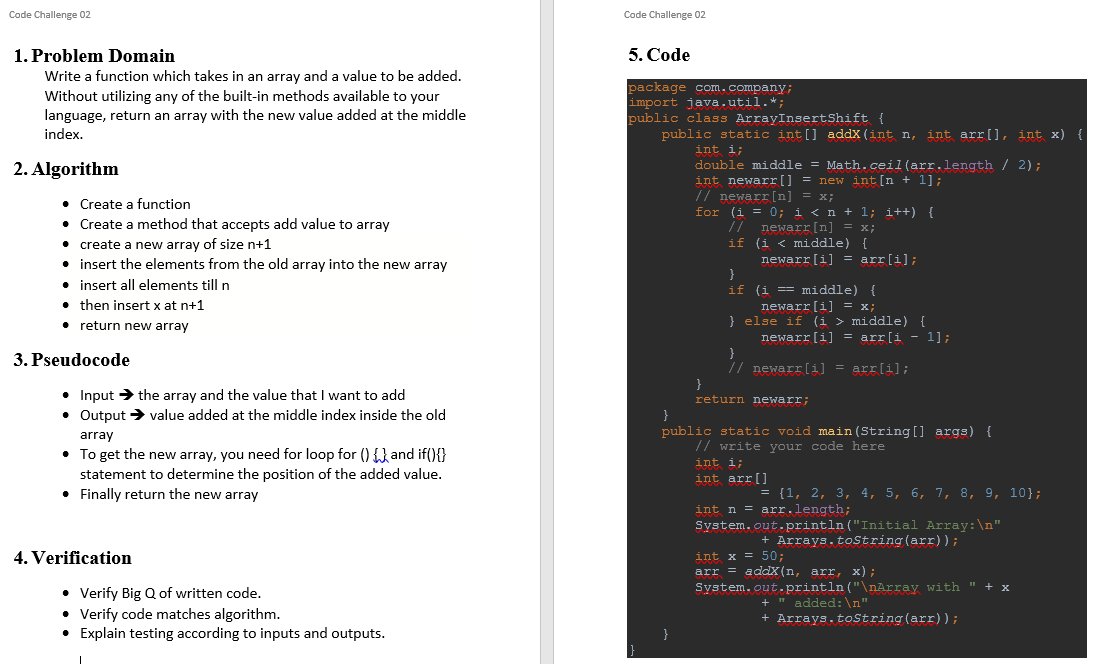 Code Challenge 02
1. Problem Domain
Write a function which takes in an array and a value to be added.
Without utilizing any of the built-in methods available to your
language, return an array with the new value added at the middle
index.
2. Algorithm
• Create a function
• Create a method that accepts add value to array
• create a new array of size n+1
• insert the elements from the old array into the new array
• insert all elements till n
• then insert x at n+1
• return new array
3. Pseudocode
• Input ➔ the array and the value that I want to add
• Output ➔ value added at the middle index inside the old
array
• To get the new array, you need for loop for () {.} and if(){}
statement to determine the position of the added value.
• Finally return the new array
4. Verification
• Verify Big O of written code.
• Verify code matches algorithm.
• Explain testing according to inputs and outputs.
Code Challenge 02
5. Code
package com.company;
import java.util.*;
public class ArrayInsertShift {
    public static int[] addX(int n, int arr[], int x) {
        int i;
        double middle = Math.ceil(arr.length / 2);
        int newarr[] = new int[n + 1];
        // newarr[n] = x;
        for (i = 0; i < n + 1; i++) {
            //  newarr[n] = x;
            if (i < middle) {
                newarr[i] = arr[i];
            }
            if (i == middle) {
                newarr[i] = x;
            } else if (i > middle) {
                newarr[i] = arr[i - 1];
            }
            // newarr[i] = arr[i];
        }
        return newarr;
    }
    public static void main(String[] args) {
        // write your code here
        int i;
        int arr[]
                = {1, 2, 3, 4, 5, 6, 7, 8, 9, 10};
        int n = arr.length;
        System.out.println("Initial Array:\n"
                + Arrays.toString(arr));
        int x = 50;
        arr = addX(n, arr, x);
        System.out.println("\nArray with " + x
                + " added:\n"
                + Arrays.toString(arr));
    }
}